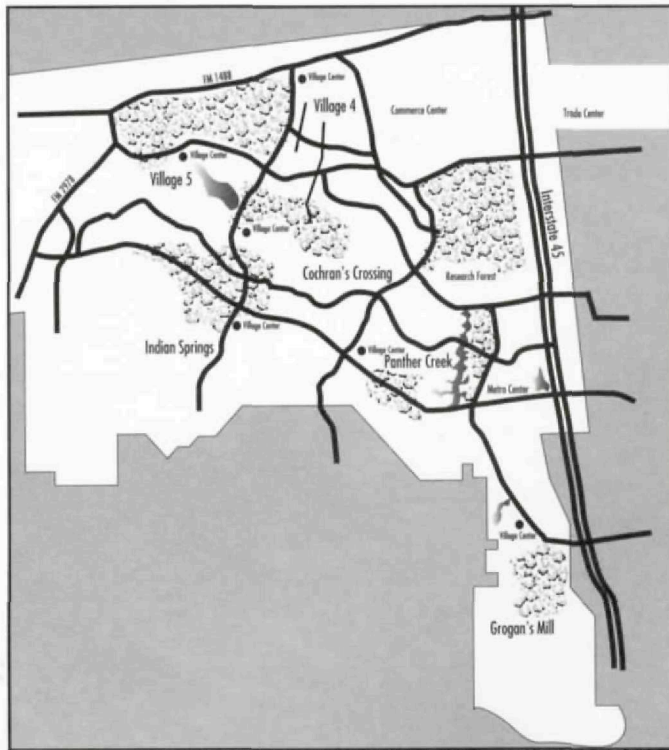 FM 1488
Village Center
Village 4
Commerce Center
Trade Center
Village Center
Village 5
FM 2978
Interstate 45
Village Center
Cochran's Crossing
Research Forest
Village Center
Indian Springs
Village Center
Panther Creek
Metro Center
Village Center
Grogan's Mill